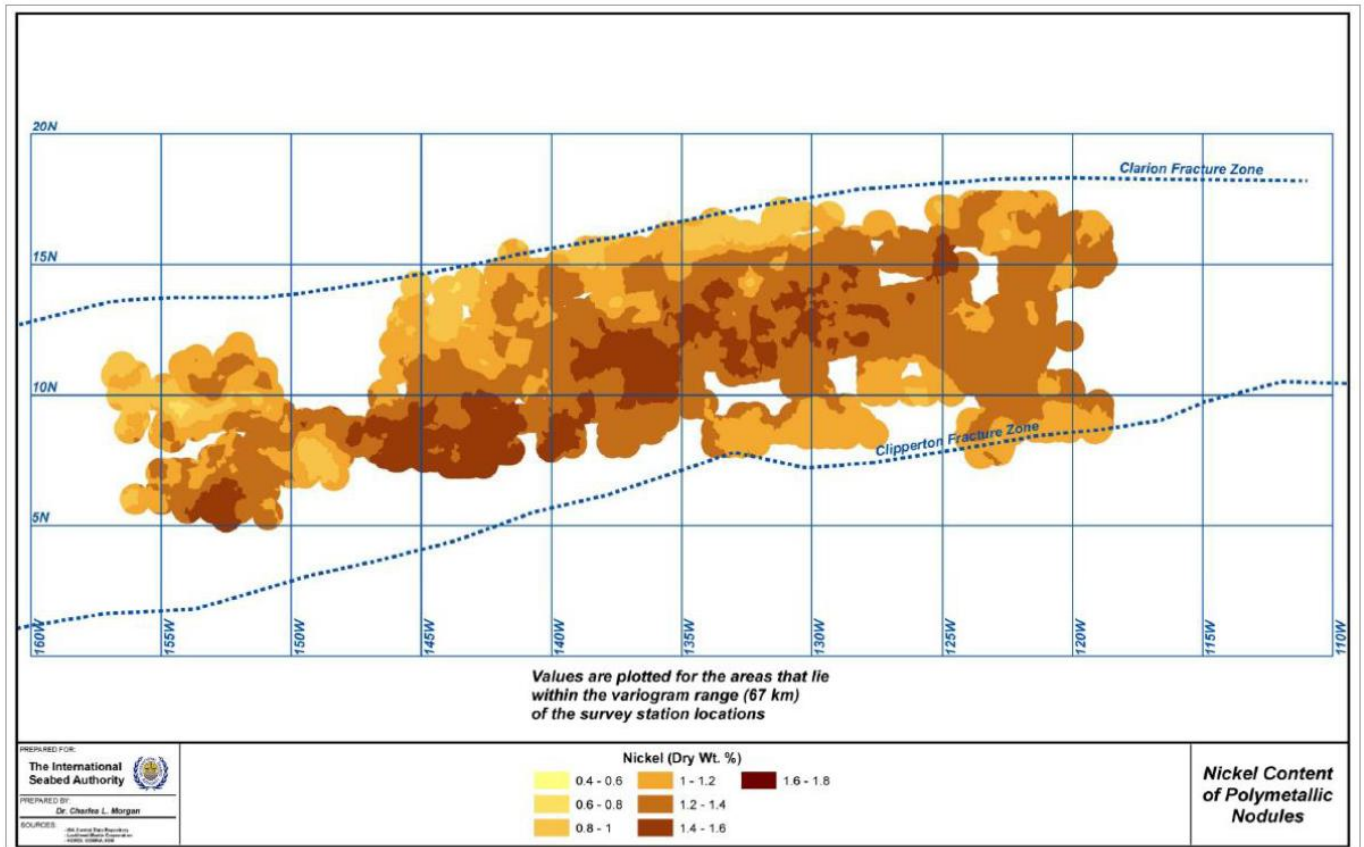 20N
Clarion Fracture Zone
15N
10N
Clipperton Fracture Zone
5N
160W
155W
150W
145W
140W
135W
130W
125W
120W
115W
110W
Values are plotted for the areas that lie
within the variogram range (67 km)
of the survey station locations
PREPARED FOR:
The International
Seabed Authority
PREPARED BY:
Dr. Charles L. Morgan
SOURCES:
Nickel (Dry Wt. %)
0.4 - 0.6
0.6 - 0.8
0.8 - 1
1 - 1.2
1.2 - 1.4
1.4 - 1.6
1.6 - 1.8
Nickel Content
of Polymetallic
Nodules